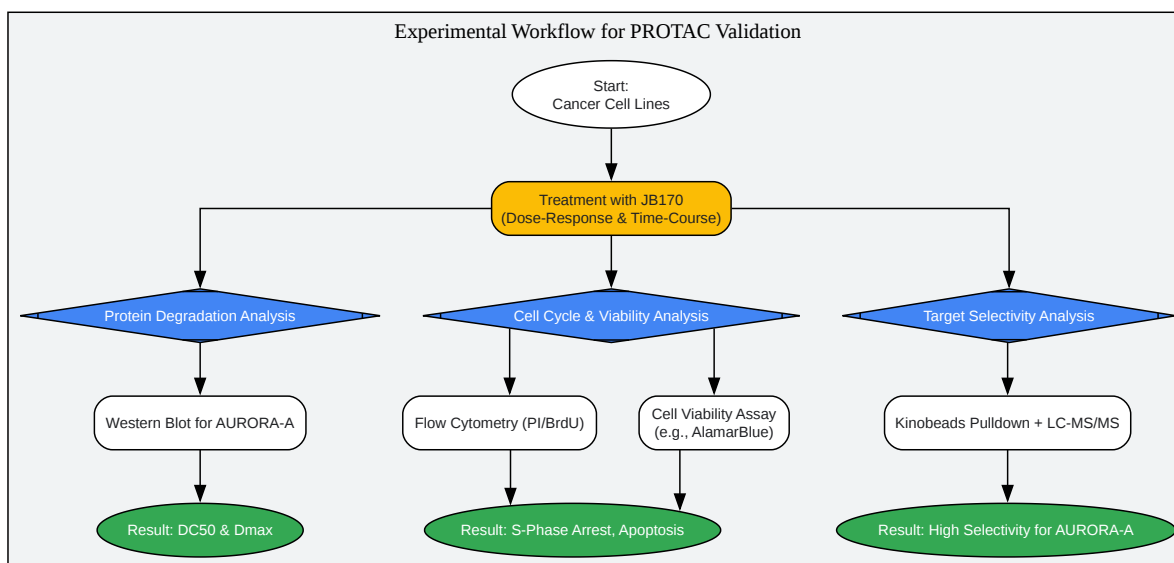 Experimental Workflow for PROTAC Validation
Start:
Cancer Cell Lines
Treatment with JB170
(Dose-Response & Time-Course)
Protein Degradation Analysis
Cell Cycle & Viability Analysis
Target Selectivity Analysis
Western Blot for AURORA-A
Flow Cytometry (PI/BrdU)
Cell Viability Assay
(e.g., AlamarBlue)
Kinobeads Pulldown + LC-MS/MS
Result: DC50 & Dmax
Result: S-Phase Arrest, Apoptosis
Result: High Selectivity for AURORA-A